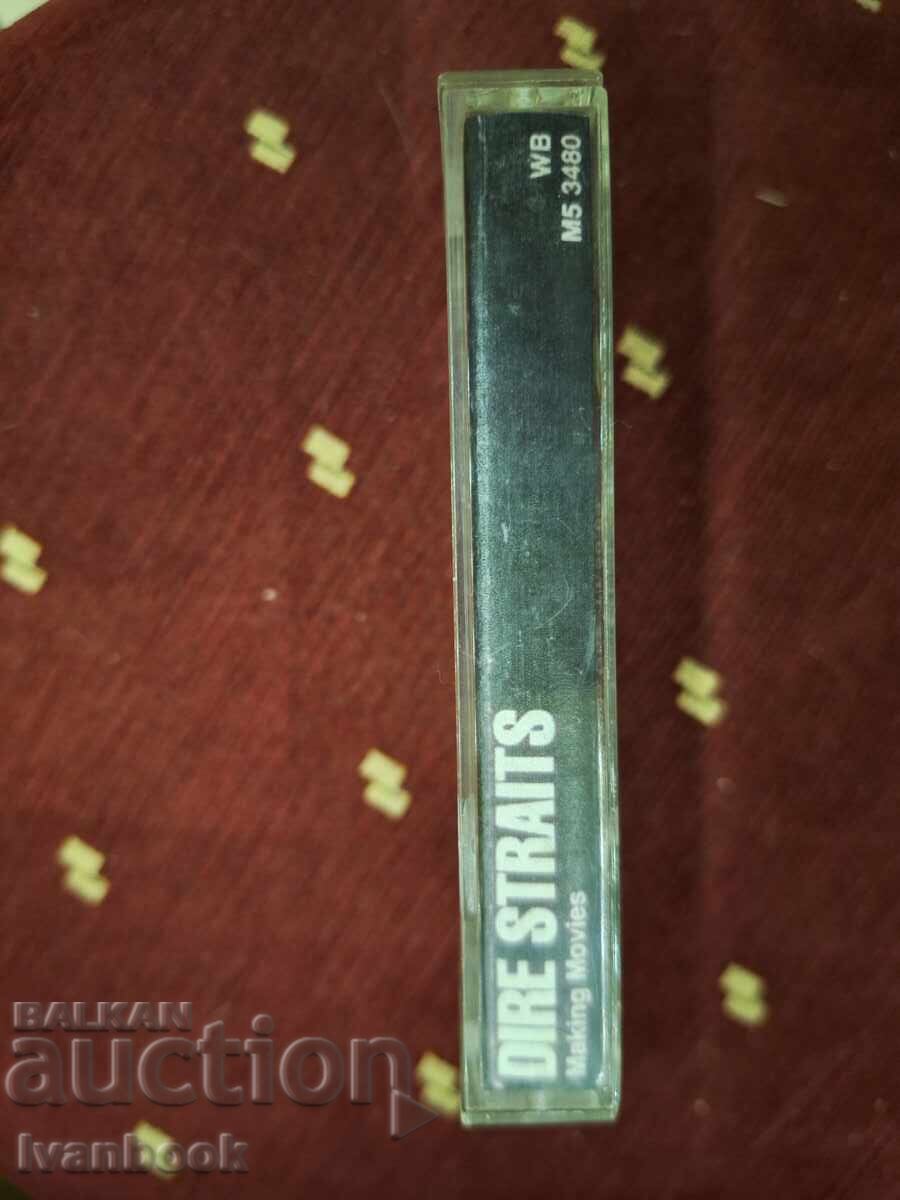 DIRE STRAITS
Making Movies
WB
M5 3480
BALKAN
auction
Ivanbook